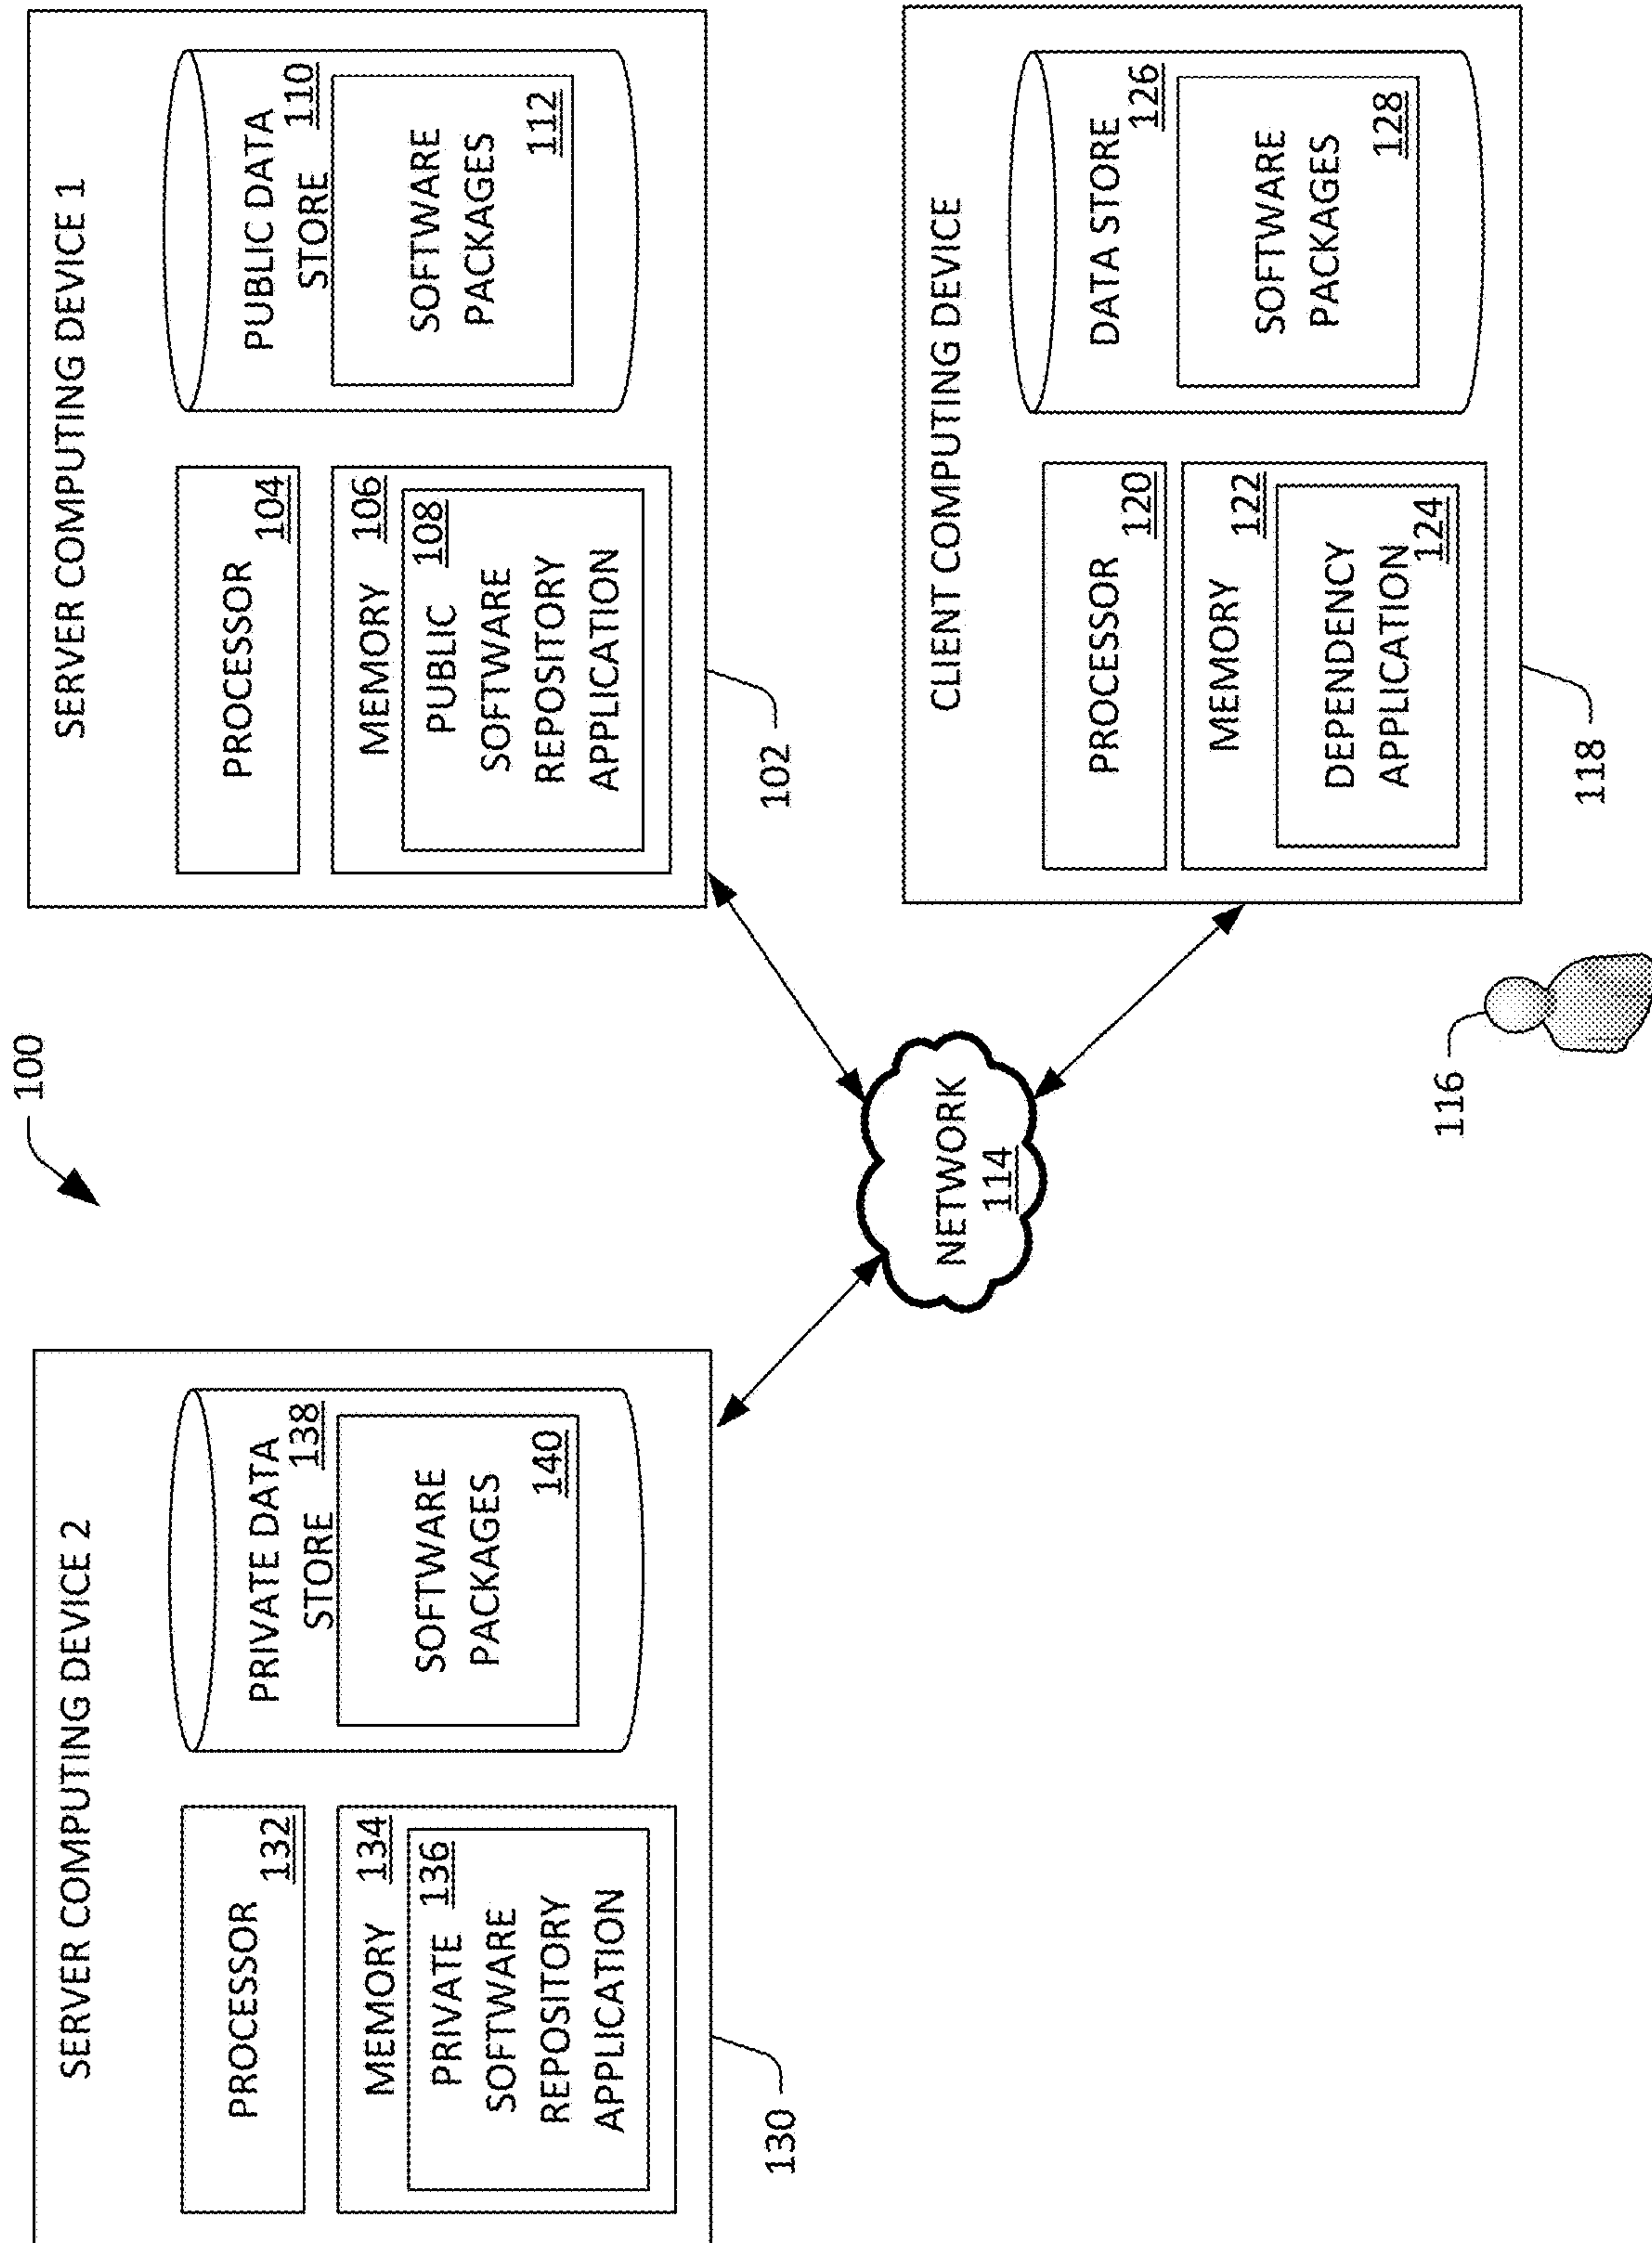 100
SERVER COMPUTING DEVICE 2
PROCESSOR
132
MEMORY 134
PRIVATE 136
SOFTWARE
REPOSITORY
APPLICATION
PRIVATE DATA
STORE 138
SOFTWARE
PACKAGES
140
130
SERVER COMPUTING DEVICE 1
PROCESSOR
104
MEMORY 106
PUBLIC 108
SOFTWARE
REPOSITORY
APPLICATION
PUBLIC DATA
STORE 110
SOFTWARE
PACKAGES
112
102
NETWORK
114
CLIENT COMPUTING DEVICE
PROCESSOR
120
MEMORY 122
DEPENDENCY
APPLICATION
124
DATA STORE
126
SOFTWARE
PACKAGES
128
118
116